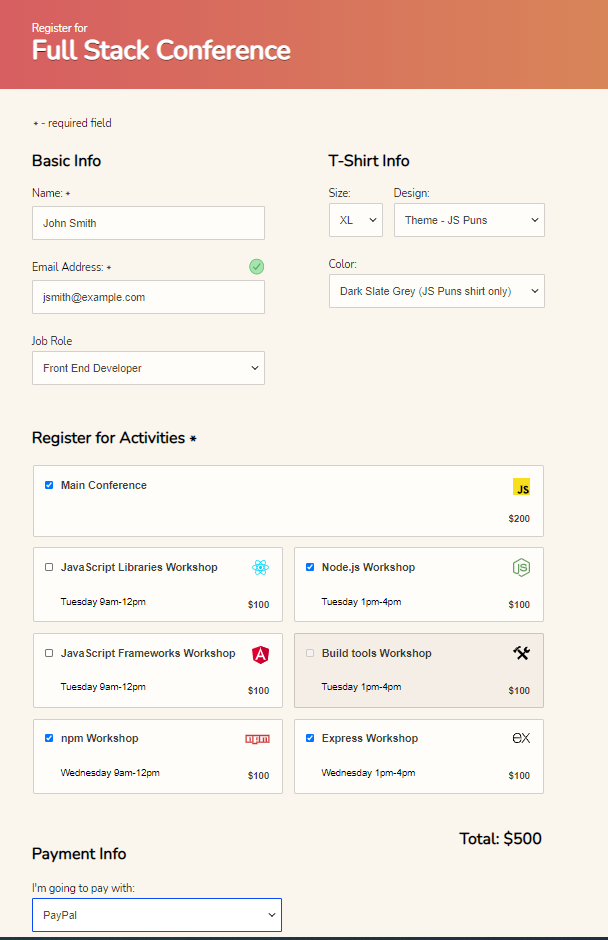 Register for
Full Stack Conference
* - required field
Basic Info
Name: *
John Smith
Email Address: *
jsmith@example.com
Job Role
Front End Developer
T-Shirt Info
Size:
XL
Design:
Theme - JS Puns
Color:
Dark Slate Grey (JS Puns shirt only)
Register for Activities *
Main Conference
JS
$200
JavaScript Libraries Workshop
Tuesday 9am-12pm
$100
Node.js Workshop
JS
Tuesday 1pm-4pm
$100
JavaScript Frameworks Workshop
A
Tuesday 9am-12pm
$100
Build tools Workshop
Tuesday 1pm-4pm
$100
npm Workshop
npm
Wednesday 9am-12pm
$100
Express Workshop
ex
Wednesday 1pm-4pm
$100
Total: $500
Payment Info
I'm going to pay with:
PayPal